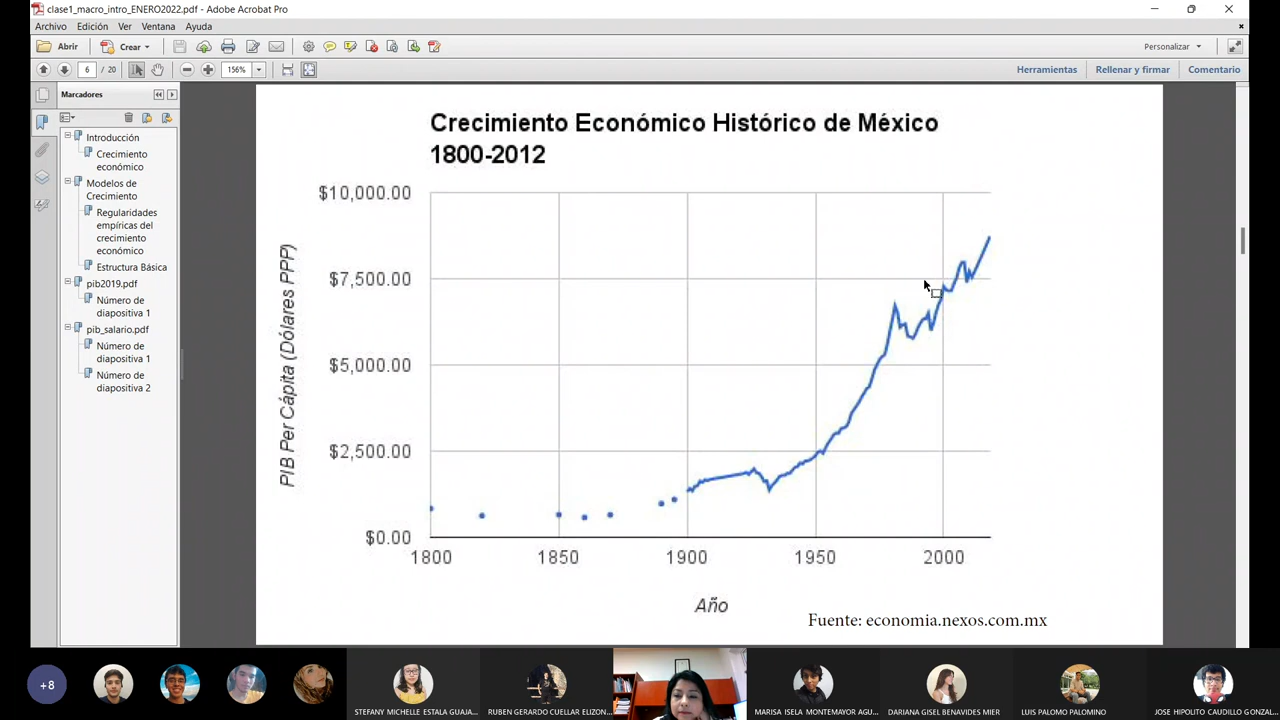 clase1_macro_intro_ENERO2022.pdf - Adobe Acrobat Pro
Archivo Edición Ver Ventana Ayuda
Abrir Crear Personalizar
6 / 20 156% Herramientas Rellenar y firmar Comentario
Marcadores
Introducción
Crecimiento
económico
Modelos de
Crecimiento
Regularidades
empíricas del
crecimiento
económico
Estructura Básica
pib2019.pdf
Número de
diapositiva 1
pib_salario.pdf
Número de
diapositiva 1
Número de
diapositiva 2
Crecimiento Económico Histórico de México
1800-2012
PIB Per Cápita (Dólares PPP)
$10,000.00
$7,500.00
$5,000.00
$2,500.00
$0.00
1800 1850 1900 1950 2000
Año
Fuente: economia.nexos.com.mx
+8
STEFANY MICHELLE ESTALA GUAJA...
RUBEN GERARDO CUELLAR ELIZON...
MARISA ISELA MONTEMAYOR AGU...
DARIANA GISEL BENAVIDES MIER
LUIS PALOMO PALOMINO
JOSE HIPOLITO CAUDILLO GONZAL...